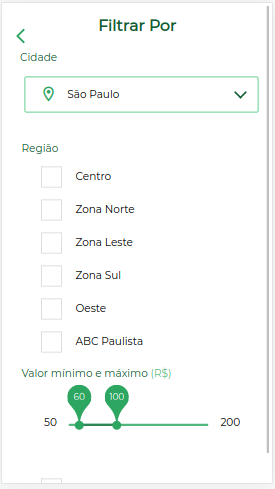 Filtrar Por
Cidade
São Paulo
Região
Centro
Zona Norte
Zona Leste
Zona Sul
Oeste
ABC Paulista
Valor mínimo e máximo (R$)
60 100
50 200